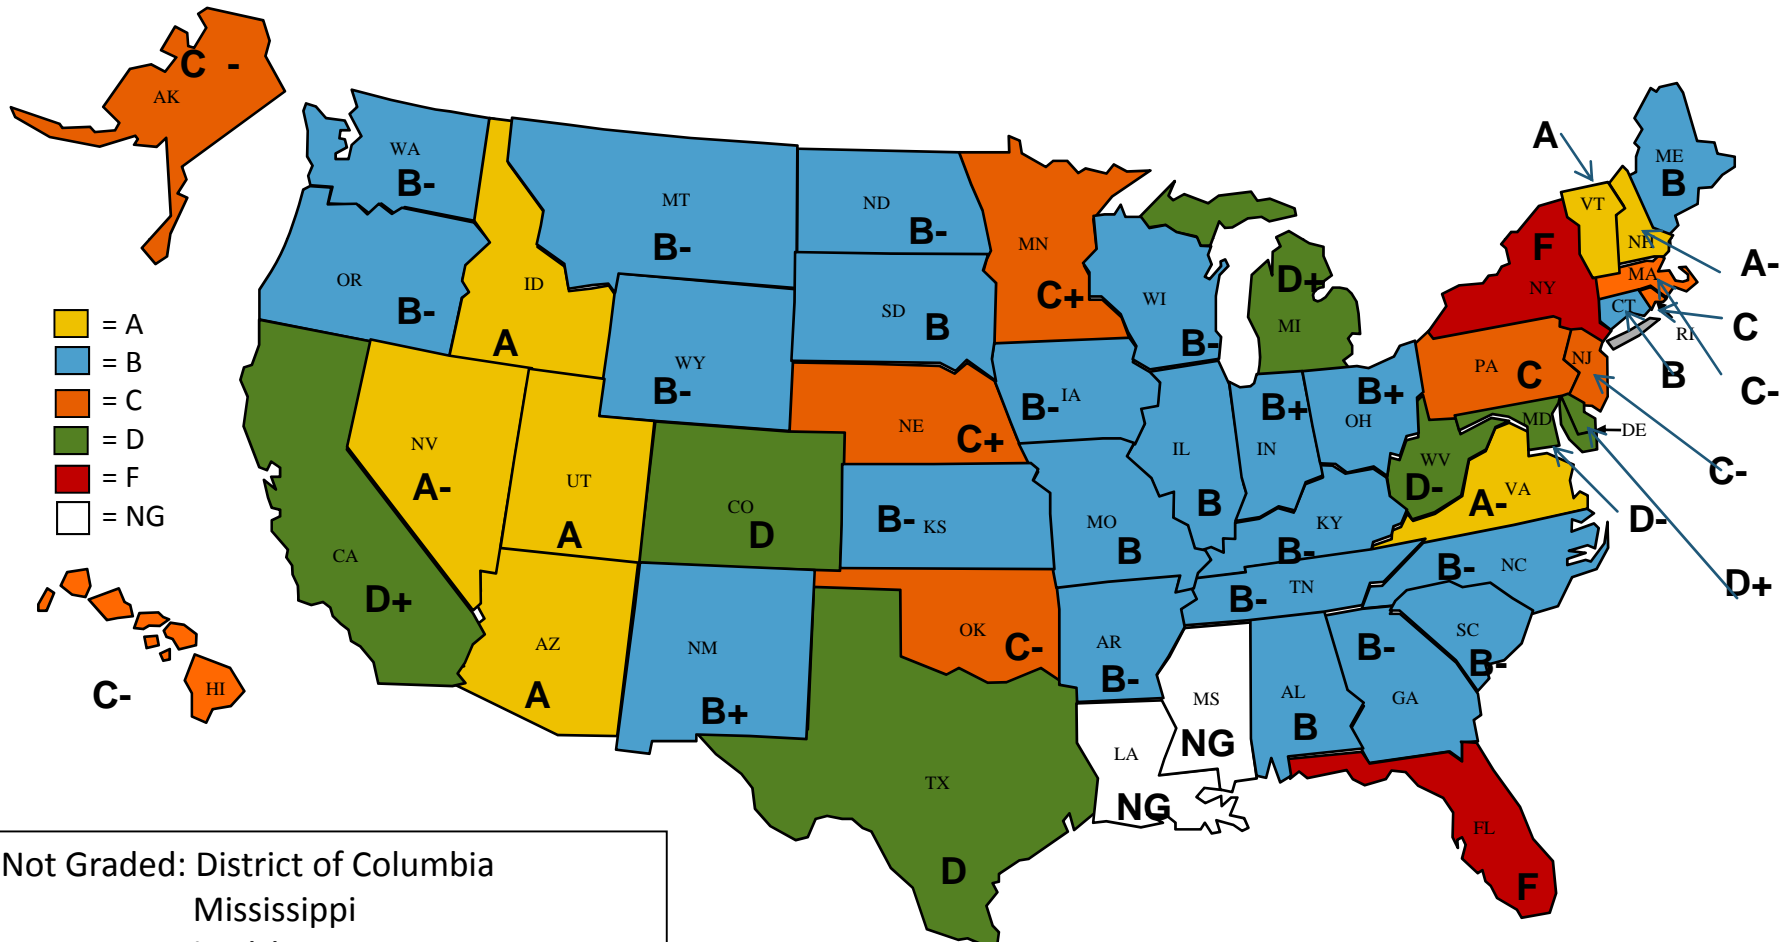 C -
AK
A
WA
B-
MT
B-
ND
B-
MN
C+
ME
B
VT
NH
A-
F
NY
MA
C
CT
RI
B
C-
OR
B-
ID
A
WY
B-
SD
B
WI
B-
D+
MI
PA
C
NJ
C-
= A
= B
= C
= D
= F
= NG
NV
A-
UT
A
CO
D
NE
C+
B-
IA
IL
B
B+
IN
B+
OH
MD
DE
WV
D-
VA
A-
D-
D+
CA
D+
B-
KS
MO
B
KY
B-
B-
TN
B-
NC
AZ
A
NM
B+
OK
C-
AR
B-
SC
B-
B-
GA
AL
B
MS
NG
LA
NG
TX
D
FL
F
HI
C-
Not Graded: District of Columbia
Mississippi